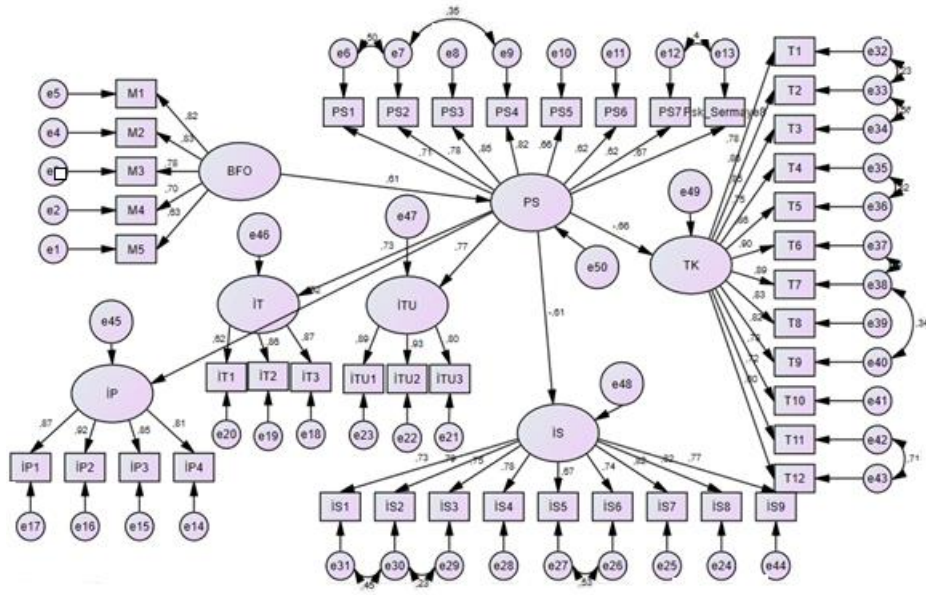 e6 e7 e8 e9 e10 e11 e12 e13
,50 ,35
PS1 PS2 PS3 PS4 PS5 PS6 PS7
,71 ,78 ,85 ,82 ,66 ,62 ,62 ,67
e5 M1
e4 M2
M3
e2 M4
e1 M5
,82
,83
,78
,70
,63
BFO
,61
PS
e50
-,66
e49
TK
T1 e32
T2 e33
T3 e34
T4 e35
T5 e36
T6 e37
T7 e38
T8 e39
T9 e40
T10 e41
T11 e42
T12 e43
,78
,90
,89
,83
,34
,71
e46
e47
,73
,77
İT
İTU
,62 ,86 ,87
,89 ,93 ,80
İT1 İT2 İT3
İTU1 İTU2 İTU3
e20 e19 e18
e23 e22 e21
e45
İP
,87 ,92 ,85 ,81
İP1 İP2 İP3 İP4
e17 e16 e15 e14
-,61
e48
İS
,73 ,75 ,78 ,67 ,74 ,77
İS1 İS2 İS3 İS4 İS5 İS6 İS7 İS8 İS9
e31 e30 e29 e28 e27 e26 e25 e24 e44
,45 ,23 ,53